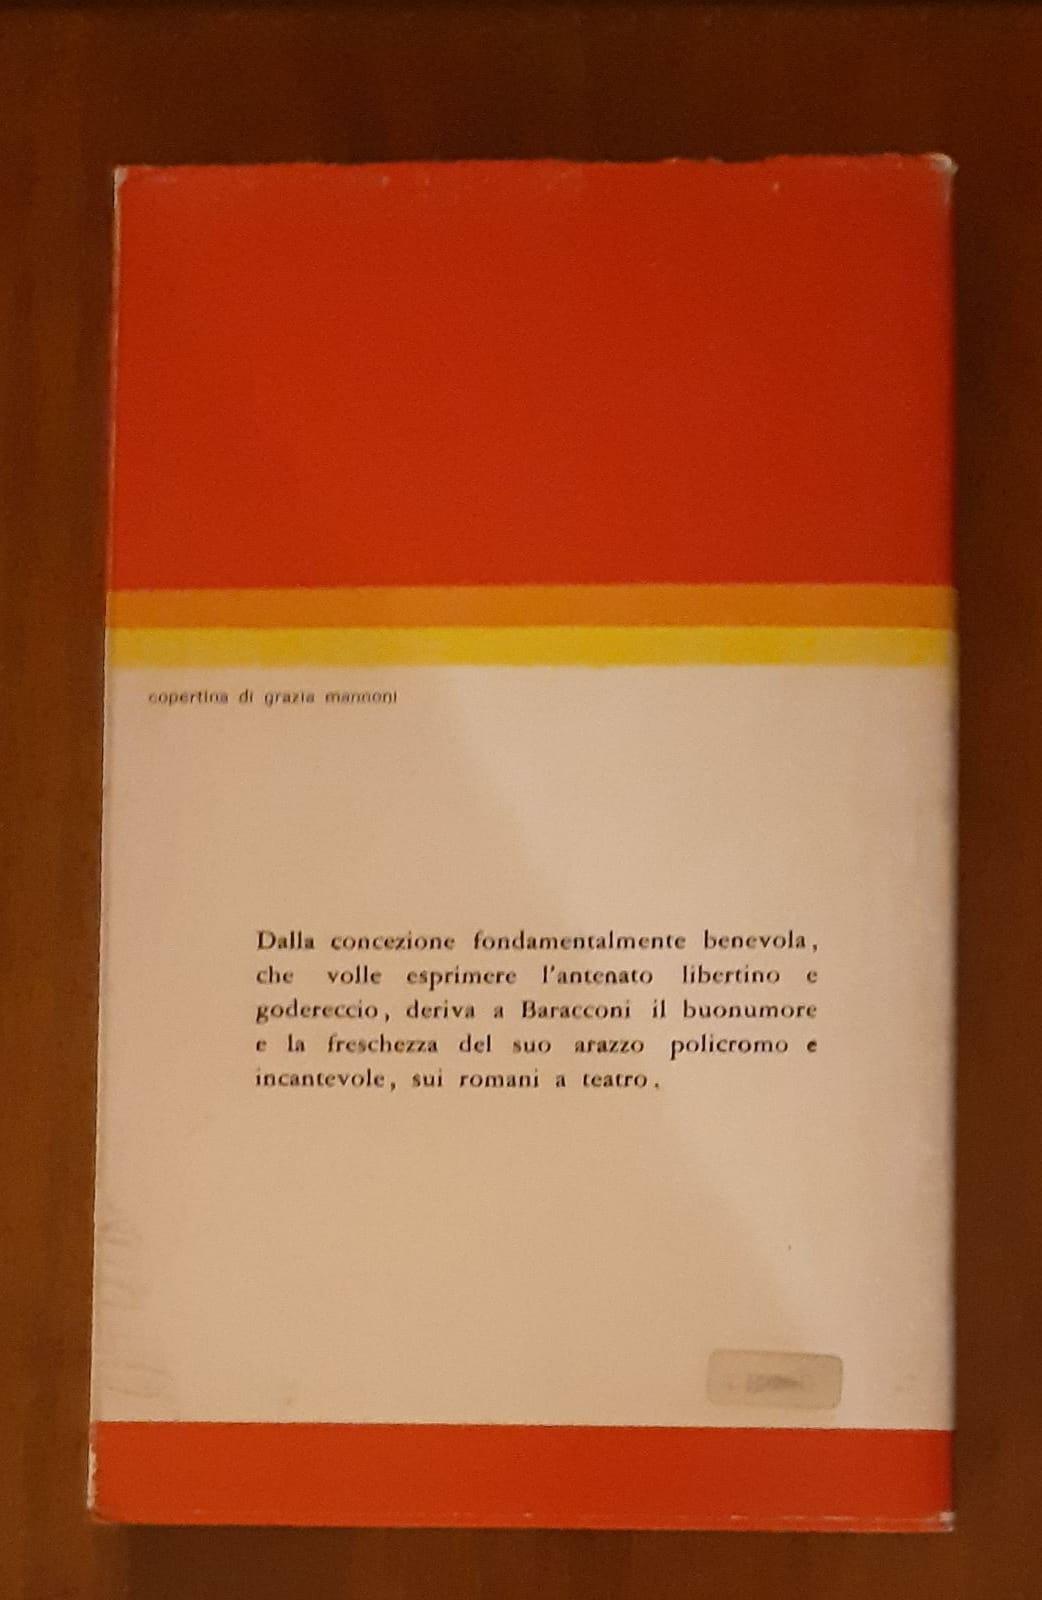 copertina di grazia mannoni
Dalla concezione fondamentalmente benevola,
che volle esprimere l'antenato libertino e
godereccio, deriva a Baracconi il buonumore
e la freschezza del suo arazzo policromo e
incantevole, sui romani a teatro.